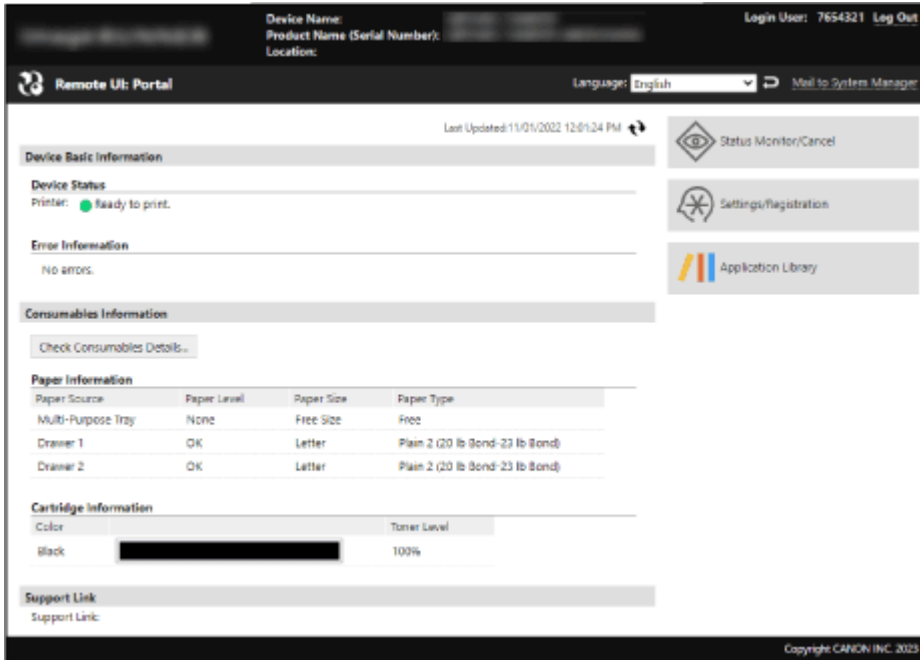 Device Name:
Product Name (Serial Number):
Location:
Login User: 7654321 Log Out
Remote UI: Portal
Language: English
Mail to System Manager
Last Updated:11/01/2022 12:01:24 PM
Device Basic Information
Device Status
Printer: Ready to print.
Error Information
No errors.
Consumables Information
Check Consumables Details...
Paper Information
Paper Source Paper Level Paper Size Paper Type
Multi-Purpose Tray None Free Size Free
Drawer 1 OK Letter Plain 2 (20 lb Bond-23 lb Bond)
Drawer 2 OK Letter Plain 2 (20 lb Bond-23 lb Bond)
Cartridge Information
Color Toner Level
Black 100%
Support Link
Support Link:
Status Monitor/Cancel
Settings/Registration
Application Library
Copyright CANON INC. 2023